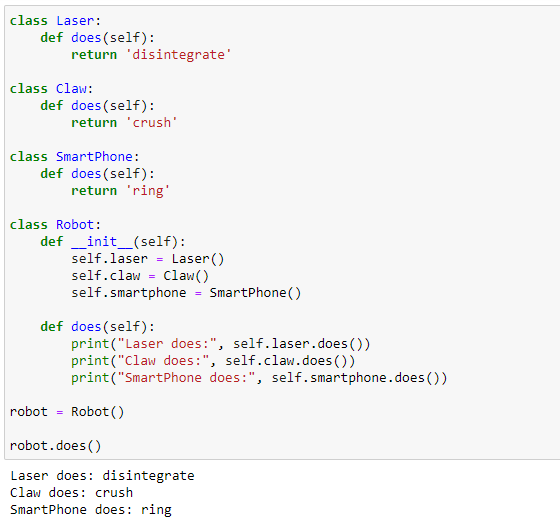 class Laser:
    def does(self):
        return 'disintegrate'

class Claw:
    def does(self):
        return 'crush'

class SmartPhone:
    def does(self):
        return 'ring'

class Robot:
    def __init__(self):
        self.laser = Laser()
        self.claw = Claw()
        self.smartphone = SmartPhone()

    def does(self):
        print("Laser does:", self.laser.does())
        print("Claw does:", self.claw.does())
        print("SmartPhone does:", self.smartphone.does())

robot = Robot()

robot.does()
Laser does: disintegrate
Claw does: crush
SmartPhone does: ring